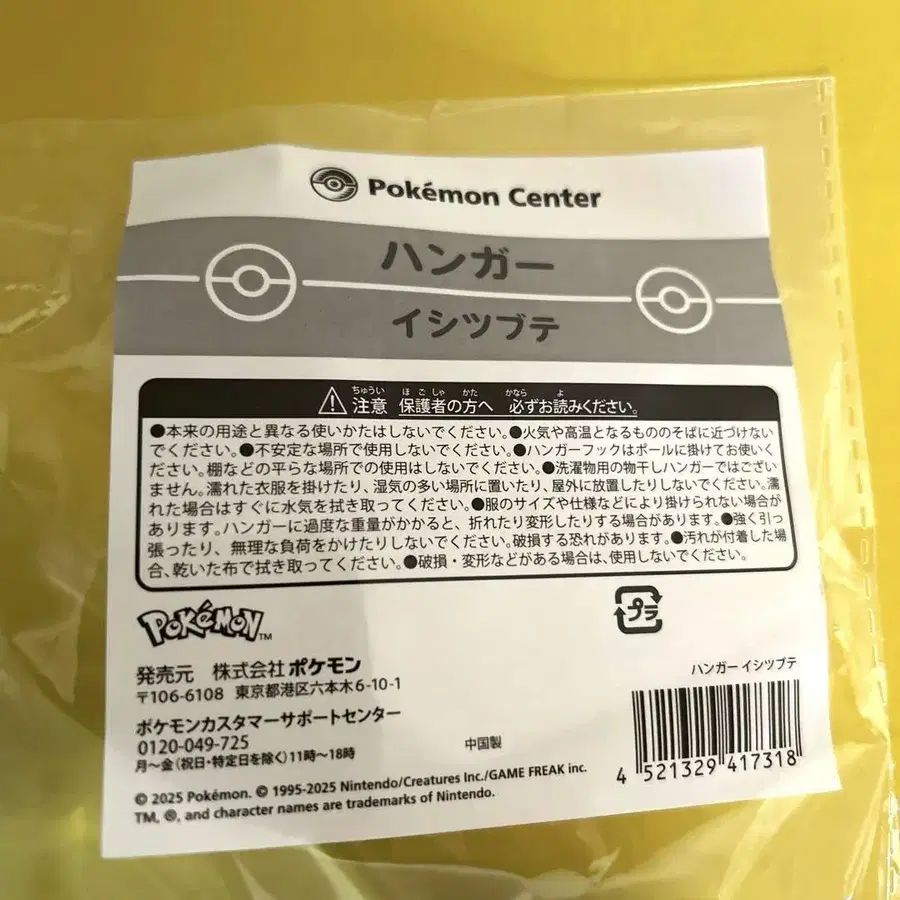 Pokémon Center
ハンガー
イシツブテ
注意 保護者の方へ 必ずお読みください。
●本来の用途と異なる使いかたはしないでください。●火気や高温となるもののそばに近づけない
でください。●不安定な場所で使用しないでください。●ハンガーフックはポールに掛けてお使いく
ださい。棚などの平らな場所での使用はしないでください。●洗濯物用の物干しハンガーではござい
ません。濡れた衣服を掛けたり、湿気の多い場所に置いたり、屋外に放置したりしないでください。濡
れた場合はすぐに水気を拭き取ってください。●服のサイズや仕様などにより掛けられない場合が
あります。ハンガーに過度な重量がかかると、折れたり変形したりする場合があります。●強く引っ
張ったり、無理な負荷をかけたりしないでください。破損する恐れがあります。●汚れが付着した場
合、乾いた布で拭き取ってください。●破損・変形などがある場合は、使用しないでください。
POKéMON™
プラ
発売元 株式会社ポケモン
〒106-6108 東京都港区六本木6-10-1
ポケモンカスタマーサポートセンター
0120-049-725
月～金(祝日・特定日を除く)11時～18時
中国製
ハンガー イシツブテ
4 521329 417318
© 2025 Pokémon. © 1995-2025 Nintendo/Creatures Inc./GAME FREAK inc.
TM, ®, and character names are trademarks of Nintendo.